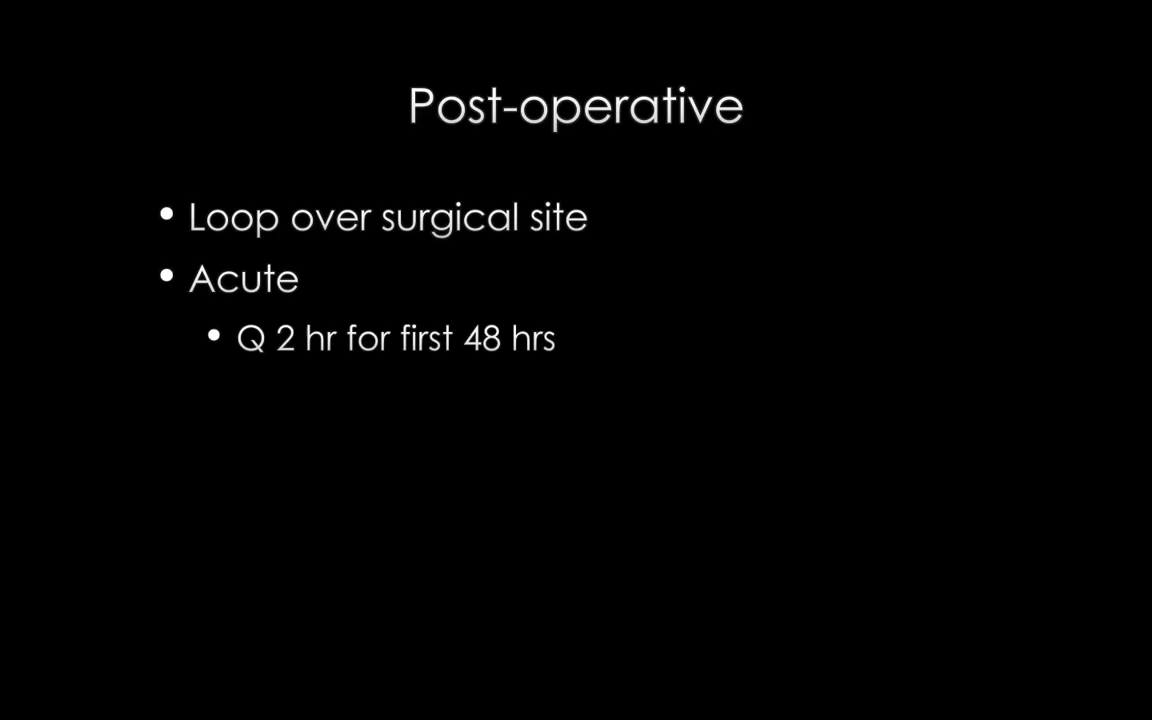 Post-operative
• Loop over surgical site
• Acute
• Q 2 hr for first 48 hrs